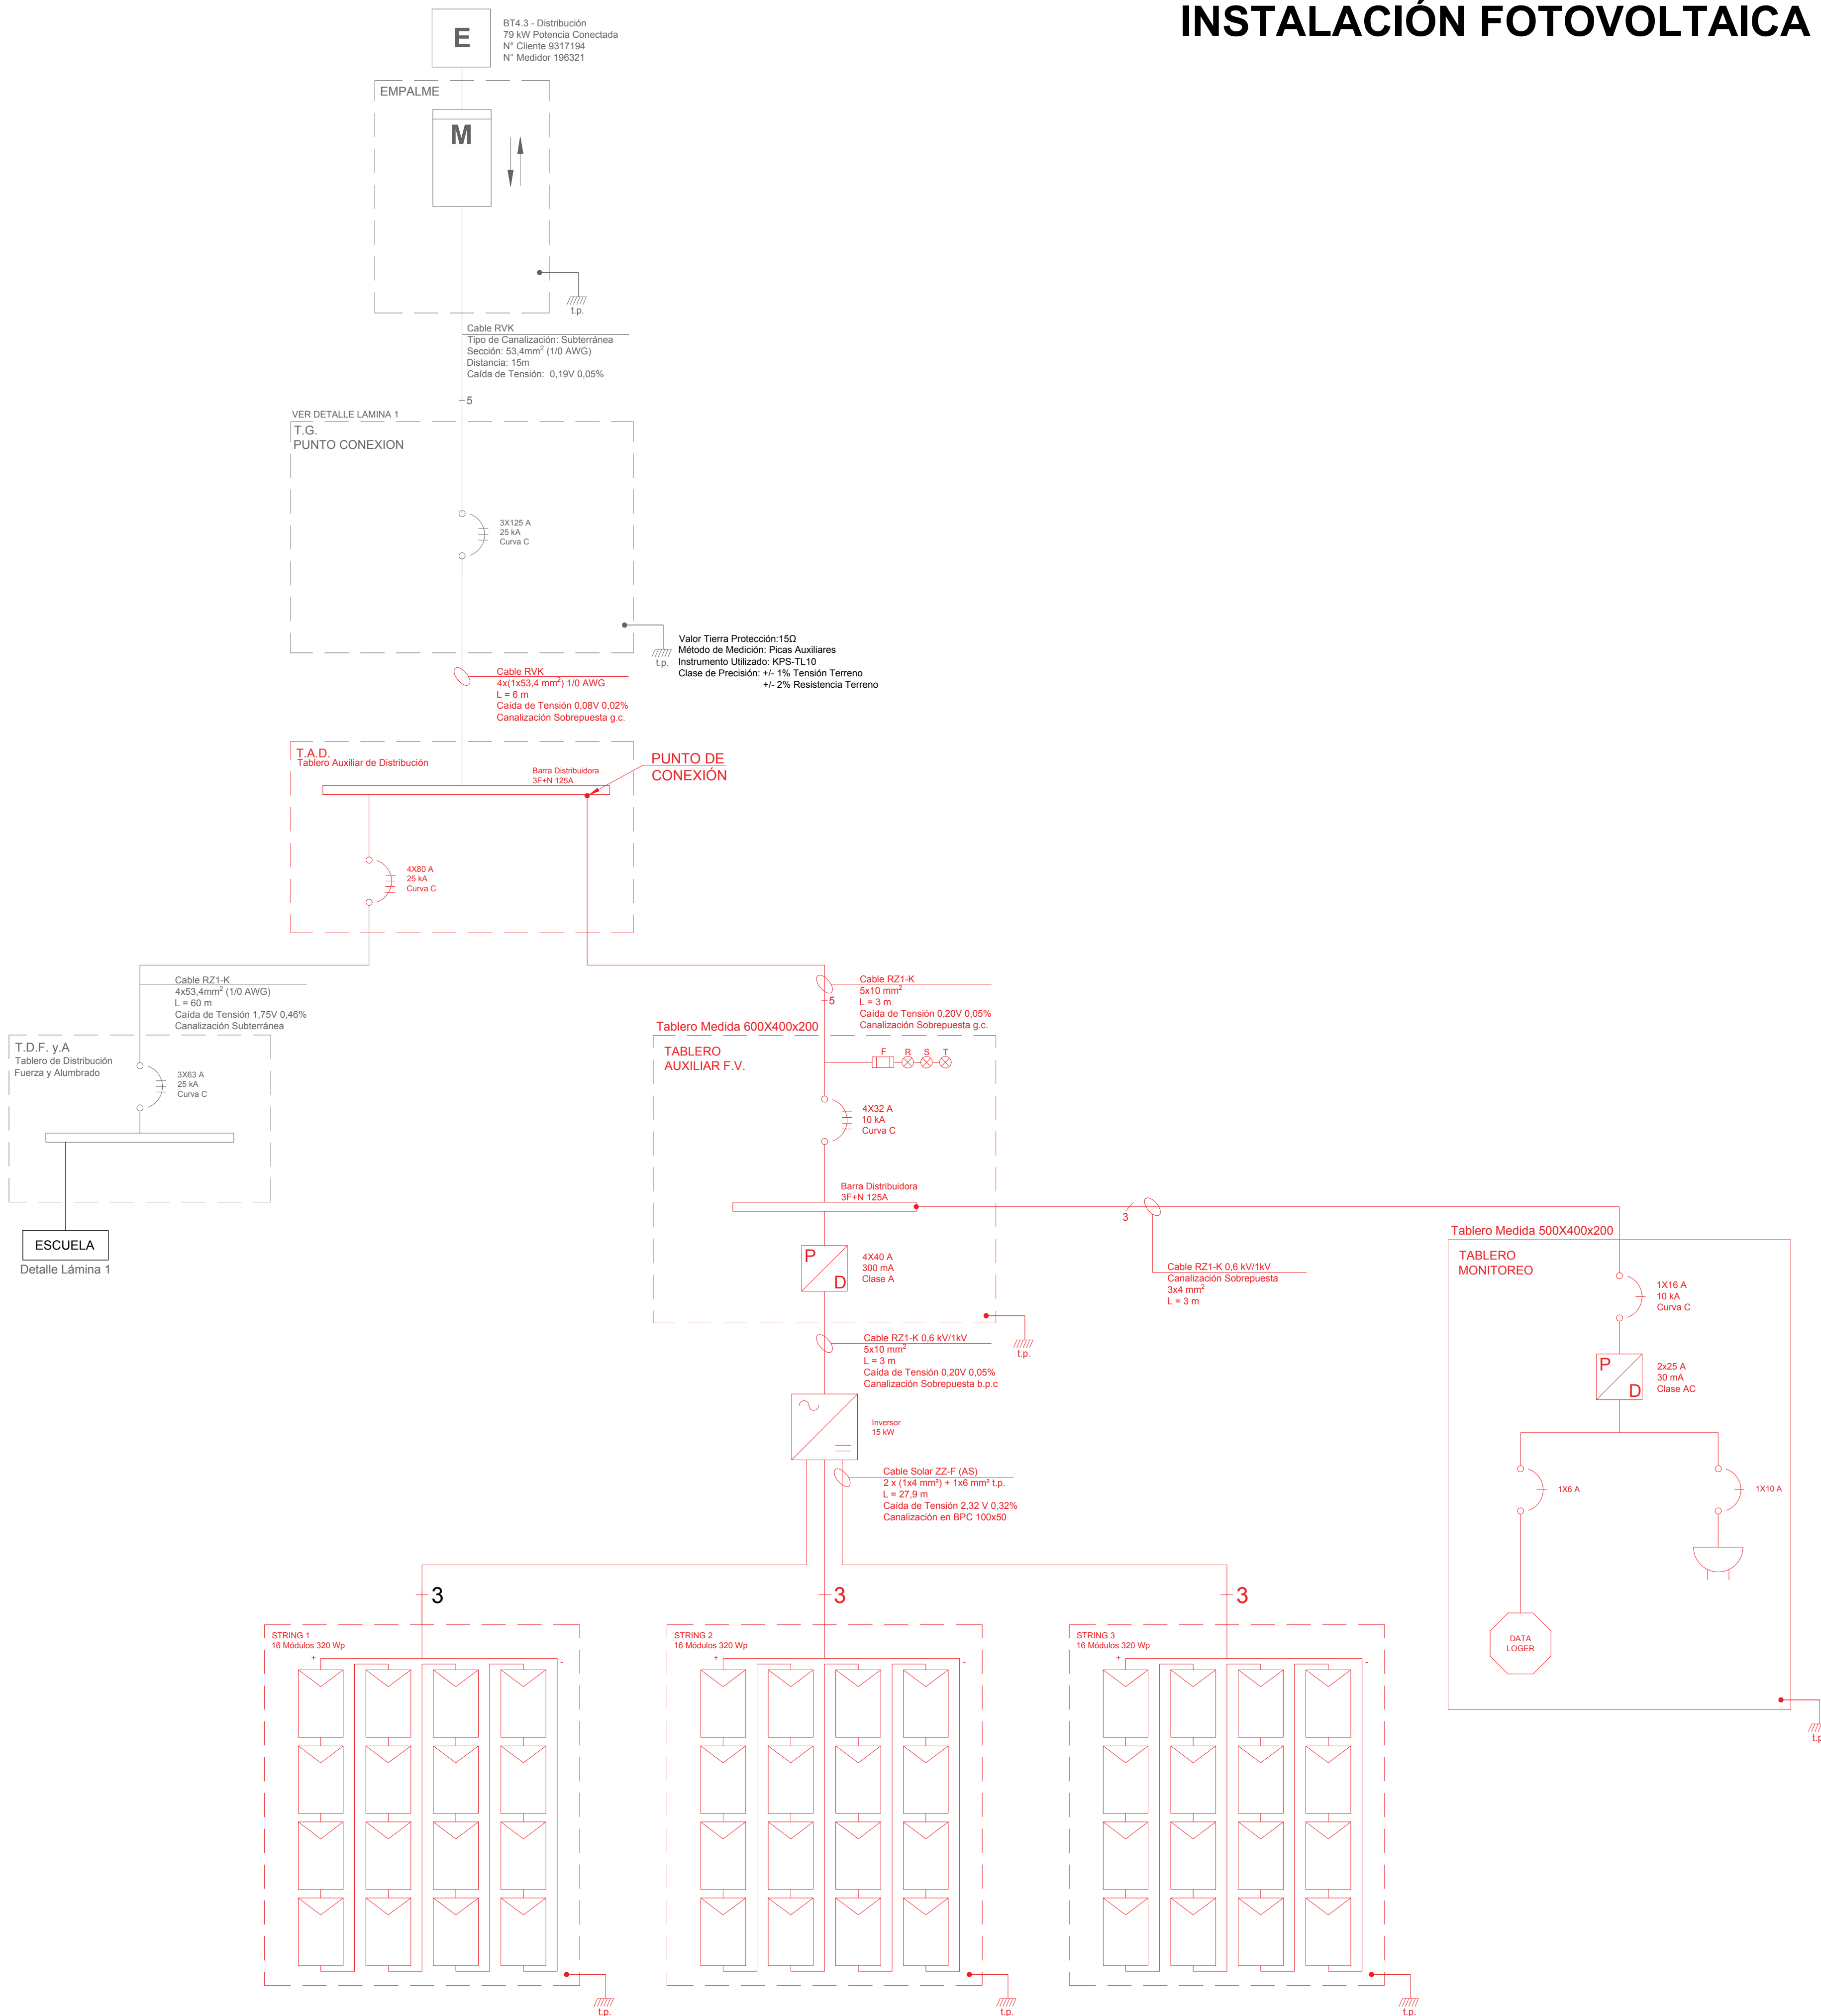 INSTALACIÓN FOTOVOLTAICA
E
BT4.3 - Distribución
79 kW Potencia Conectada
N° Cliente 9317194
N° Medidor 196321
EMPALME
M
t.p.
Cable RVK
Tipo de Canalización: Subterránea
Sección: 53,4mm² (1/0 AWG)
Distancia: 15m
Caída de Tensión: 0,19V 0,05%
5
VER DETALLE LAMINA 1
T.G.
PUNTO CONEXION
3X125 A
25 kA
Curva C
t.p.
Valor Tierra Protección:15Ω
Método de Medición: Picas Auxiliares
Instrumento Utilizado: KPS-TL10
Clase de Precisión: +/- 1% Tensión Terreno
+/- 2% Resistencia Terreno
Cable RVK
4x(1x53,4 mm²) 1/0 AWG
L = 6 m
Caída de Tensión 0,08V 0,02%
Canalización Sobrepuesta g.c.
T.A.D.
Tablero Auxiliar de Distribución
Barra Distribuidora
3F+N 125A
PUNTO DE
CONEXIÓN
4X80 A
25 kA
Curva C
Cable RZ1-K
4x53,4mm² (1/0 AWG)
L = 60 m
Caída de Tensión 1,75V 0,46%
Canalización Subterránea
T.D.F. y.A
Tablero de Distribución
Fuerza y Alumbrado
3X63 A
25 kA
Curva C
ESCUELA
Detalle Lámina 1
Cable RZ1-K
5x10 mm²
L = 3 m
Caída de Tensión 0,20V 0,05%
Canalización Sobrepuesta g.c.
5
Tablero Medida 600X400x200
TABLERO
AUXILIAR F.V.
F R S T
4X32 A
10 kA
Curva C
Barra Distribuidora
3F+N 125A
P
D
4X40 A
300 mA
Clase A
t.p.
3
Cable RZ1-K 0,6 kV/1kV
Canalización Sobrepuesta
3x4 mm²
L = 3 m
Tablero Medida 500X400x200
TABLERO
MONITOREO
1X16 A
10 kA
Curva C
P
D
2x25 A
30 mA
Clase AC
1X6 A
1X10 A
DATA
LOGER
t.p
Cable RZ1-K 0,6 kV/1kV
5x10 mm²
L = 3 m
Caída de Tensión 0,20V 0,05%
Canalización Sobrepuesta b.p.c
Inversor
15 kW
Cable Solar ZZ-F (AS)
2 x (1x4 mm²) + 1x6 mm² t.p.
L = 27,9 m
Caída de Tensión 2,32 V 0,32%
Canalización en BPC 100x50
3
3
3
STRING 1
16 Módulos 320 Wp
+ -
t.p.
STRING 2
16 Módulos 320 Wp
+ -
t.p.
STRING 3
16 Módulos 320 Wp
+ -
t.p.